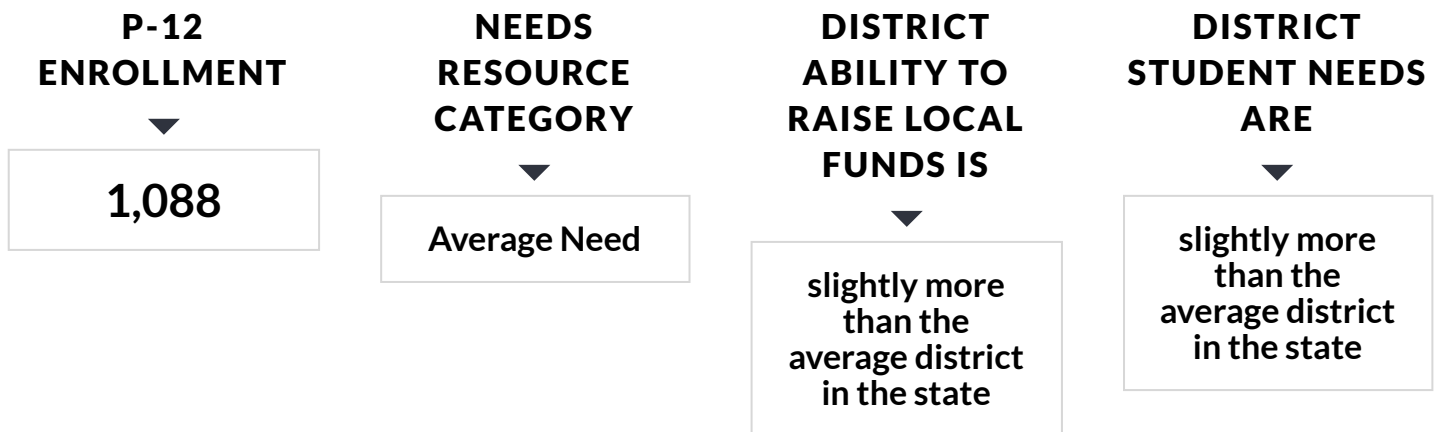 P-12
ENROLLMENT
1,088
NEEDS
RESOURCE
CATEGORY
Average Need
DISTRICT
ABILITY TO
RAISE LOCAL
FUNDS IS
slightly more
than the
average district
in the state
DISTRICT
STUDENT NEEDS
ARE
slightly more
than the
average district
in the state